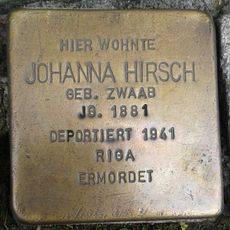 HIER WOHNTE
JOHANNA HIRSCH
GEB. ZWAAB
JG. 1881
DEPORTIERT 1941
RIGA
ERMORDET